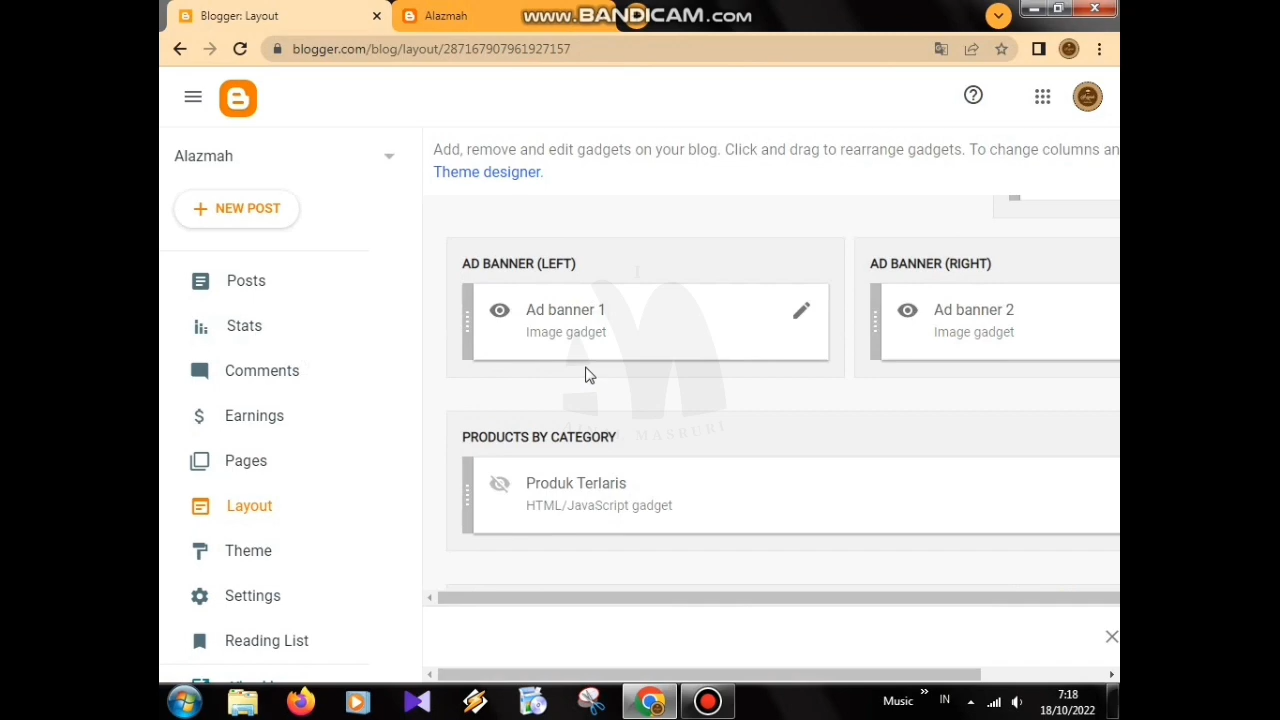 Blogger: Layout
Alazmah
www.BANDICAM.com
blogger.com/blog/layout/287167907961927157
Alazmah
NEW POST
Posts
Stats
Comments
Earnings
Pages
Layout
Theme
Settings
Reading List
Add, remove and edit gadgets on your blog. Click and drag to rearrange gadgets. To change columns an
Theme designer.
AD BANNER (LEFT)
Ad banner 1
Image gadget
AD BANNER (RIGHT)
Ad banner 2
Image gadget
PRODUCTS BY CATEGORY
Produk Terlaris
HTML/JavaScript gadget
MASRURI
Music
IN
7:18
18/10/2022